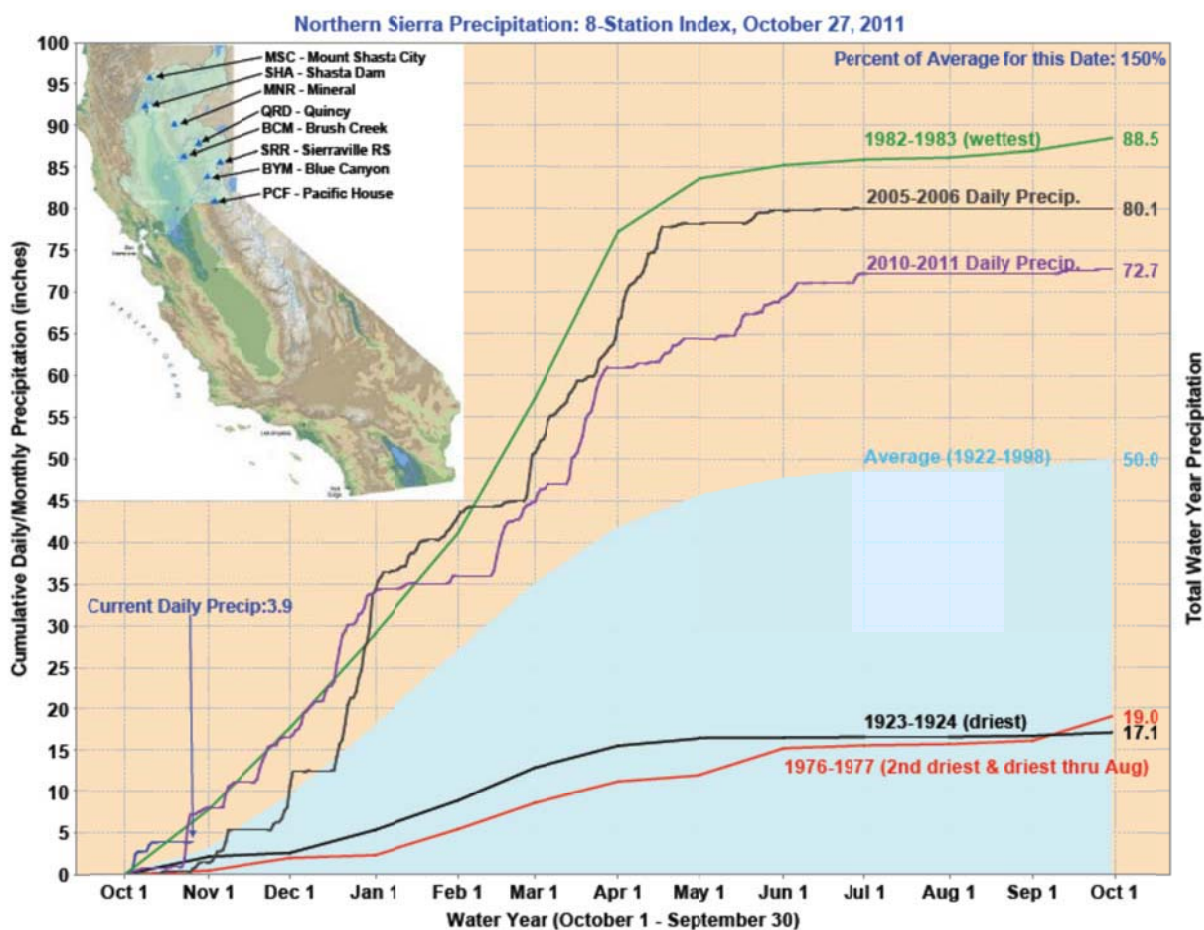 Northern Sierra Precipitation: 8-Station Index, October 27, 2011
Percent of Average for this Date: 150%
MSC - Mount Shasta City
SHA - Shasta Dam
MNR - Mineral
QRD - Quincy
BCM - Brush Creek
SRR - Sierraville RS
BYM - Blue Canyon
PCF - Pacific House
Cumulative Daily/Monthly Precipitation (inches)
100
95
90
85
80
75
70
65
60
55
50
45
40
35
30
25
20
15
10
5
0
1982-1983 (wettest)
88.5
2005-2006 Daily Precip.
80.1
2010-2011 Daily Precip.
72.7
Average (1922-1998)
50.0
Current Daily Precip:3.9
1923-1924 (driest)
19.0
17.1
1976-1977 (2nd driest & driest thru Aug)
Total Water Year Precipitation
Oct 1
Nov 1
Dec 1
Jan 1
Feb 1
Mar 1
Apr 1
May 1
Jun 1
Jul 1
Aug 1
Sep 1
Oct 1
Water Year (October 1 - September 30)